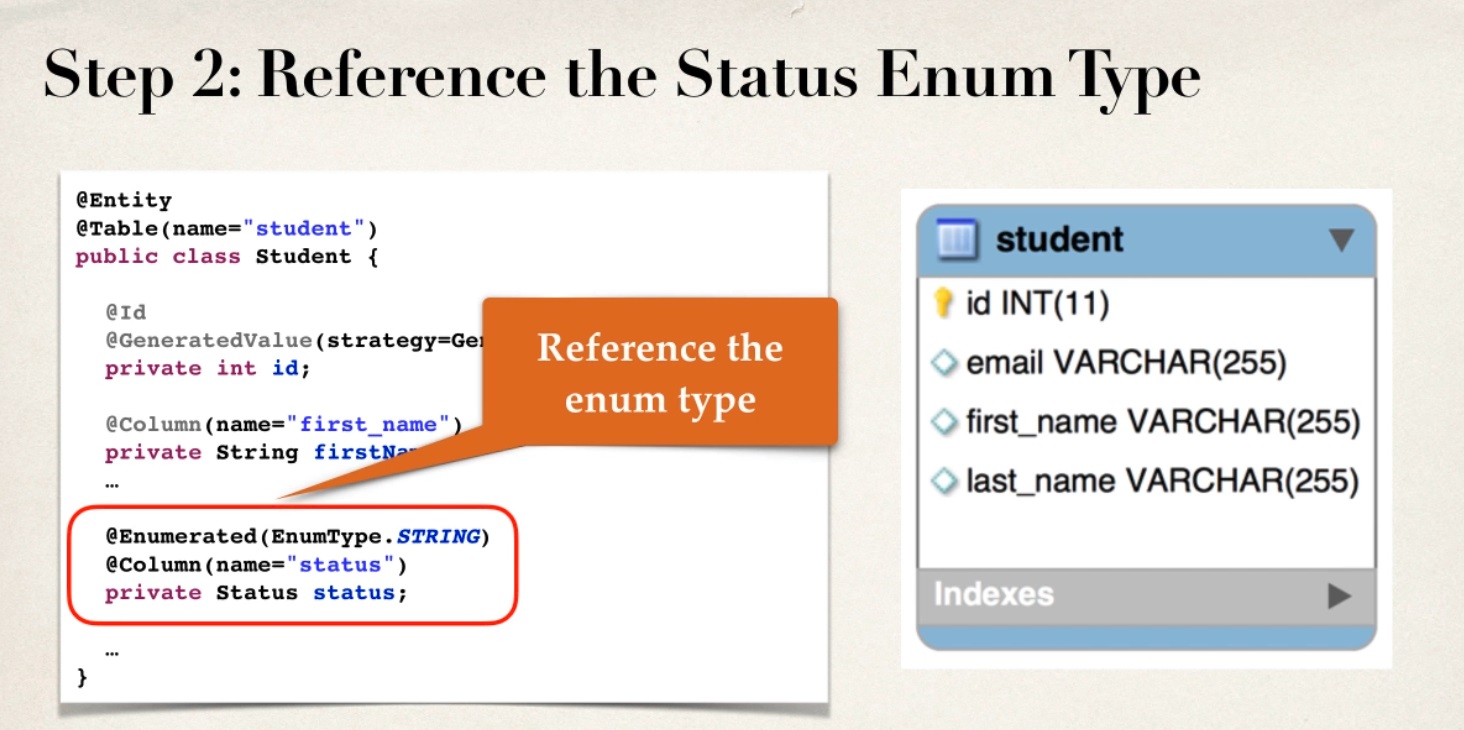 Step 2: Reference the Status Enum Type
@Entity
@Table(name="student")
public class Student {
@Id
@GeneratedValue(strategy=Ge
private int id;
@Column(name="first_name")
private String firstNa
…
@Enumerated(EnumType.STRING)
@Column(name="status")
private Status status;
…
}
Reference the
enum type
student
id INT(11)
email VARCHAR(255)
first_name VARCHAR(255)
last_name VARCHAR(255)
Indexes